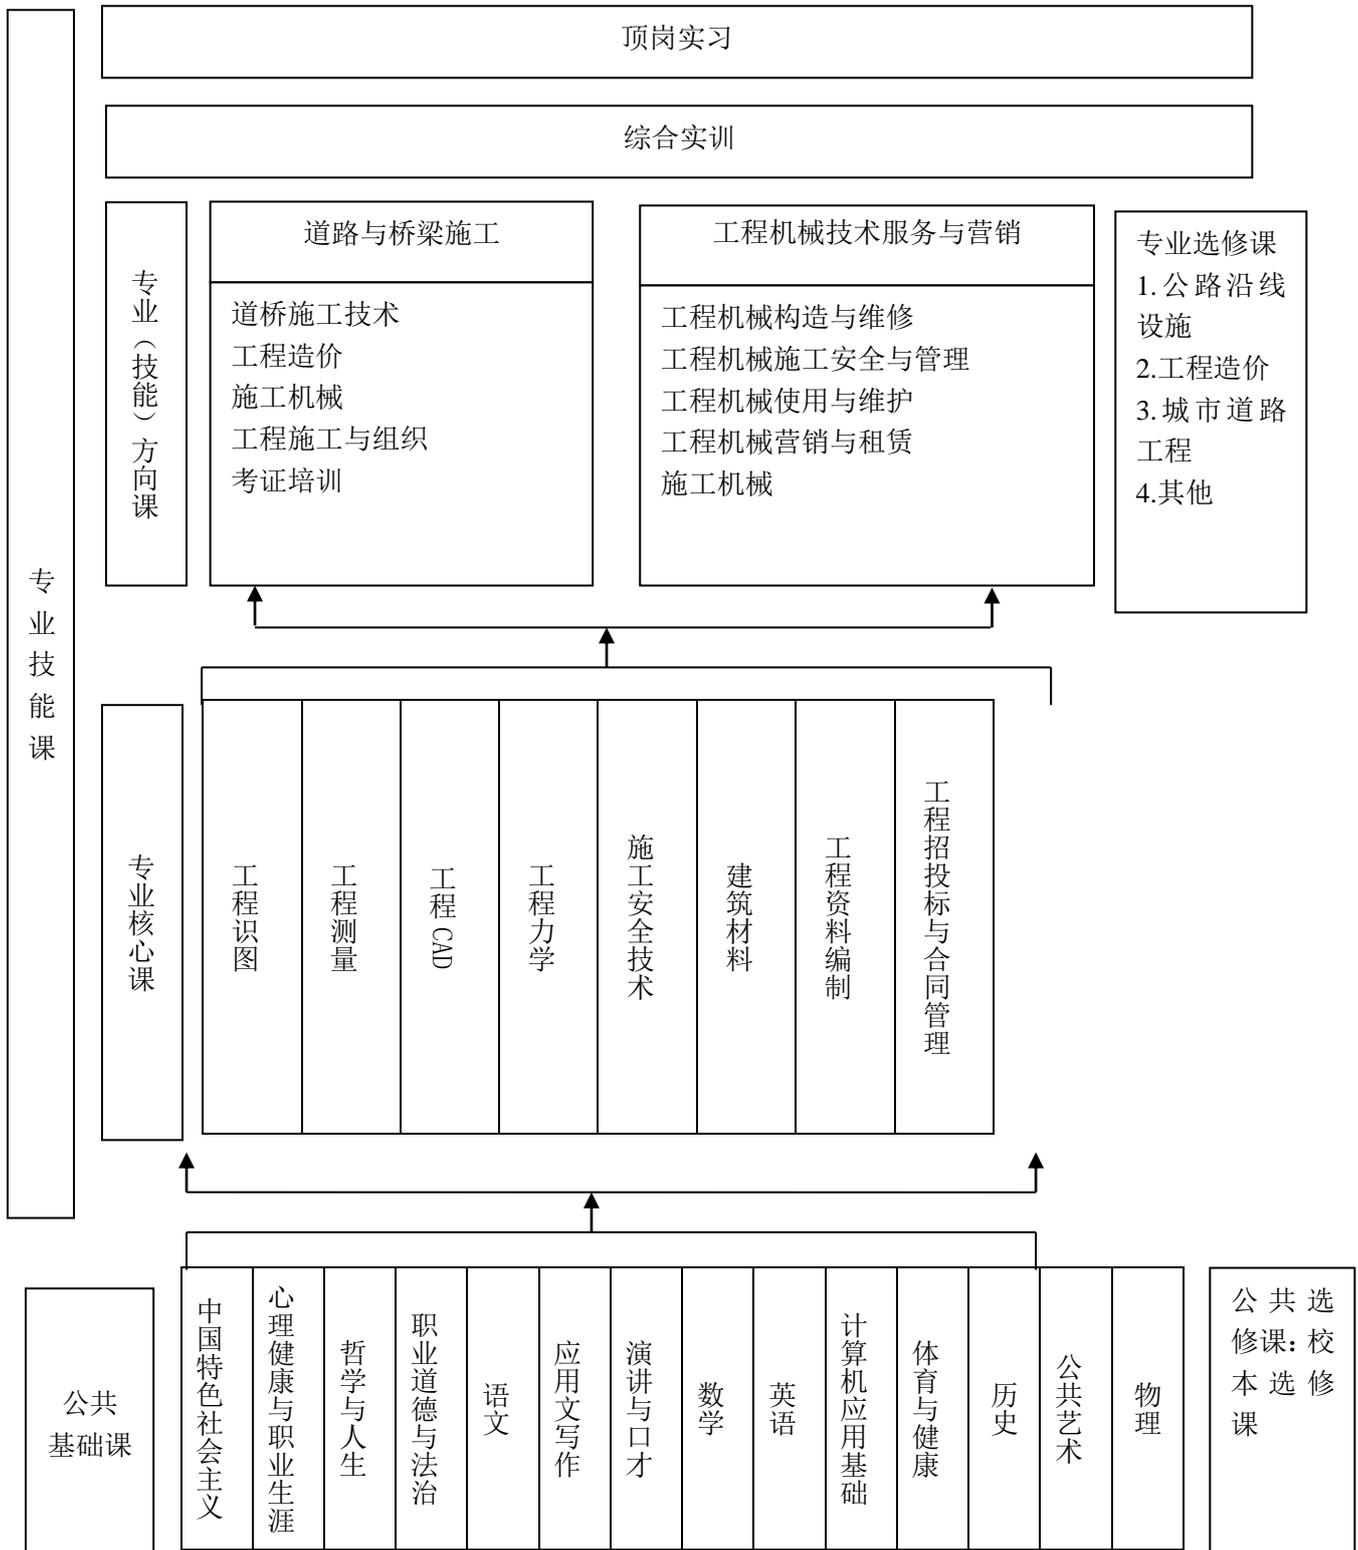 顶岗实习
综合实训
专业技能课
专业（技能）方向课
道路与桥梁施工
道桥施工技术
工程造价
施工机械
工程施工与组织
考证培训
工程机械技术服务与营销
工程机械构造与维修
工程机械施工安全与管理
工程机械使用与维护
工程机械营销与租赁
施工机械
专业选修课
1.公路沿线
设施
2.工程造价
3.城市道路
工程
4.其他
专业核心课
工程识图
工程测量
工程 CAD
工程力学
施工安全技术
建筑材料
工程资料编制
工程招投标与合同管理
公共
基础课
中国特色社会主义
心理健康与职业生涯
哲学与人生
职业道德与法治
语文
应用文写作
演讲与口才
数学
英语
计算机应用基础
体育与健康
历史
公共艺术
物理
公共选
修课：校
本选修
课